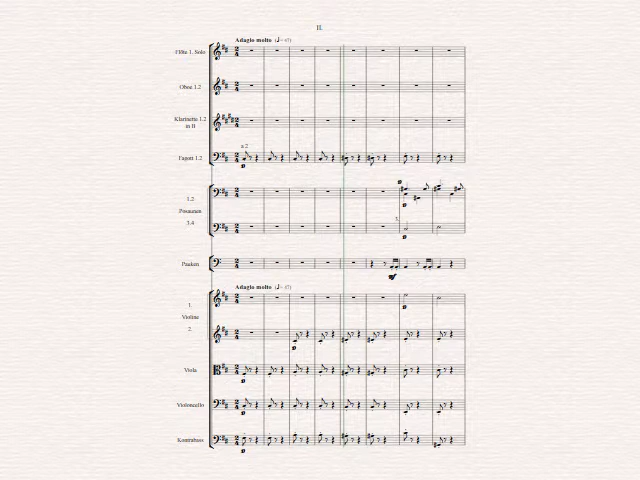 II.
Adagio molto
Flöte 1. Solo
Oboe 1.2
Klarinette 1.2
in B
a 2
Fagott 1.2
p
1.2
Posaunen
3.4
p
p
3.
p
Pauken
Adagio molto
1.
Violine
2.
p
p
Viola
p
Violoncello
p
Kontrabass
p